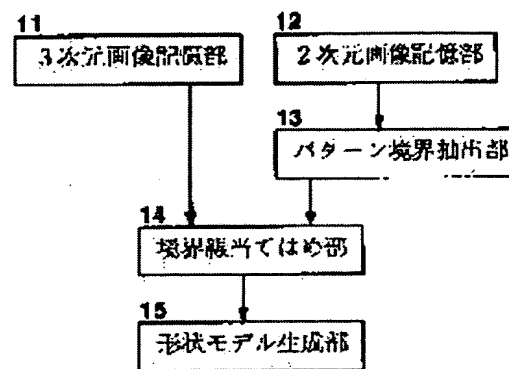 11
3次元画像記憶部
12
2次元画像記憶部
13
パターン境界抽出部
14
境界線当てはめ部
15
形状モデル生成部